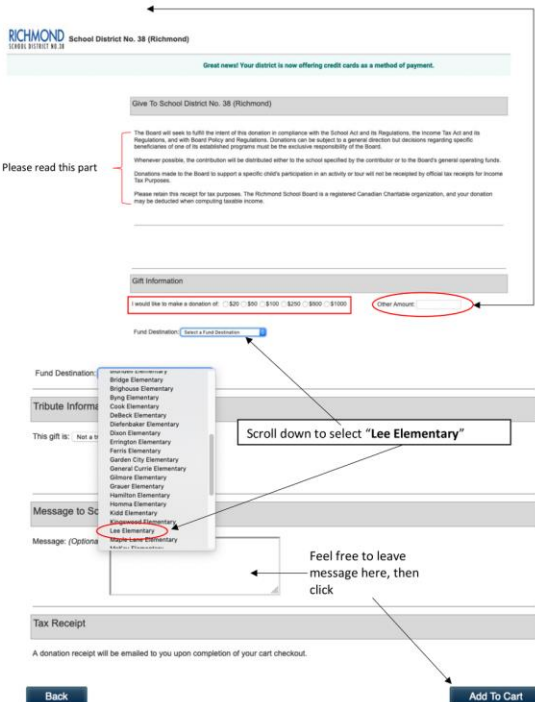 RICHMOND School District No. 38 (Richmond)
SCHOOL DISTRICT NO.38
Great news! Your district is now offering credit cards as a method of payment.
Give To School District No. 38 (Richmond)
The Board will seek to fulfil the intent of this donation in compliance with the School Act and its Regulations, the Income Tax Act and its
Regulations, and with Board Policy and Regulations. Donations can be subject to a general direction but decisions regarding specific
beneficiaries of one of its established programs must be the exclusive responsibility of the Board.
Please read this part
Whenever possible, the contribution will be distributed either to the school specified by the contributor or to the Board's general operating funds.
Donations made to the Board to support a specific child's participation in an activity or tour will not be receipted by official tax receipts for Income
Tax Purposes.
Please retain this receipt for tax purposes. The Richmond School Board is a registered Canadian Charitable organization, and your donation
may be deducted when computing taxable income.
Gift Information
I would like to make a donation of: $20 $50 $100 $250 $500 $1000 Other Amount:
Fund Destination: Select a Fund Destination
Fund Destination:
Bridge Elementary
Brighouse Elementary
Byng Elementary
Cook Elementary
DeBeck Elementary
Diefenbaker Elementary
Dixon Elementary
Errington Elementary
Ferris Elementary
Garden City Elementary
General Currie Elementary
Gilmore Elementary
Grauer Elementary
Hamilton Elementary
Homma Elementary
Kidd Elementary
Kingswood Elementary
Lee Elementary
Maple Lane Elementary
McKay Elementary
Tribute Informa
This gift is: Not a tr
Scroll down to select “Lee Elementary”
Message to Sc
Message: (Optiona
Feel free to leave
message here, then
click
Tax Receipt
A donation receipt will be emailed to you upon completion of your cart checkout.
Back
Add To Cart